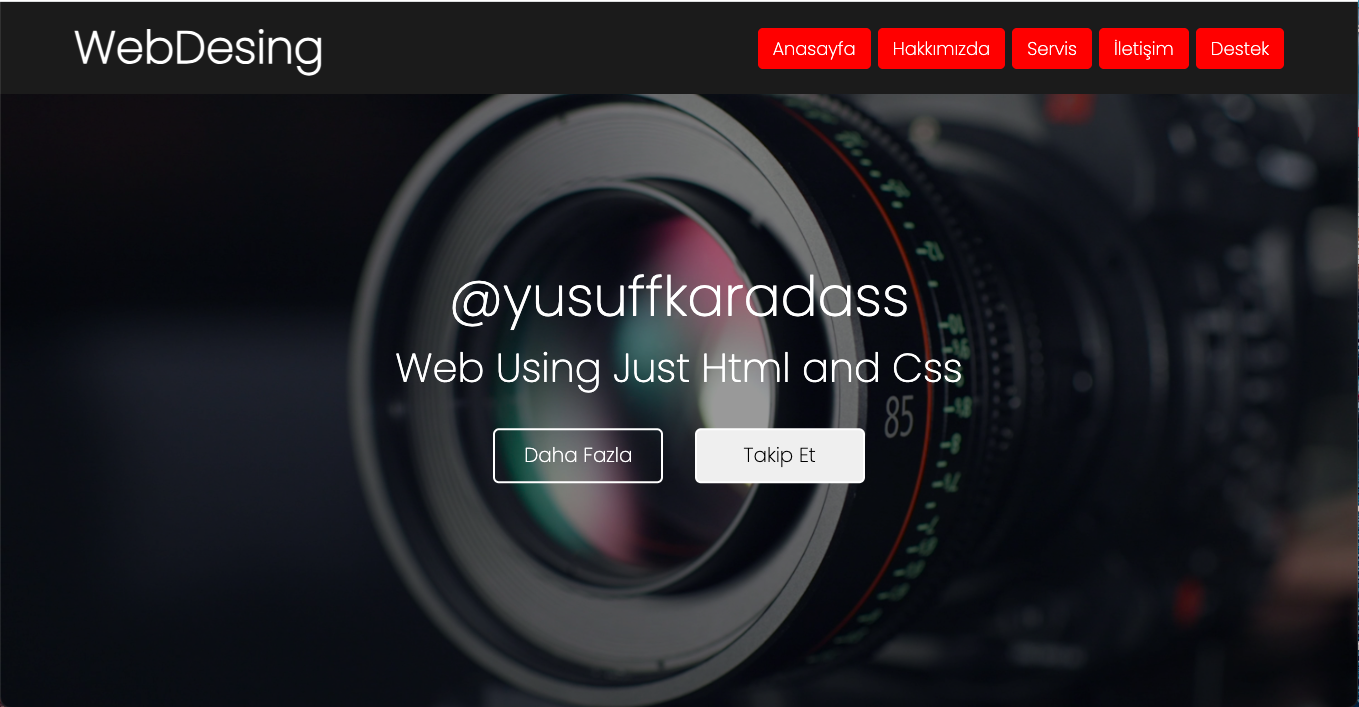 WebDesing
Anasayfa Hakkımızda Servis İletişim Destek
@yusuffkaradass
Web Using Just Html and Css
85
Daha Fazla Takip Et